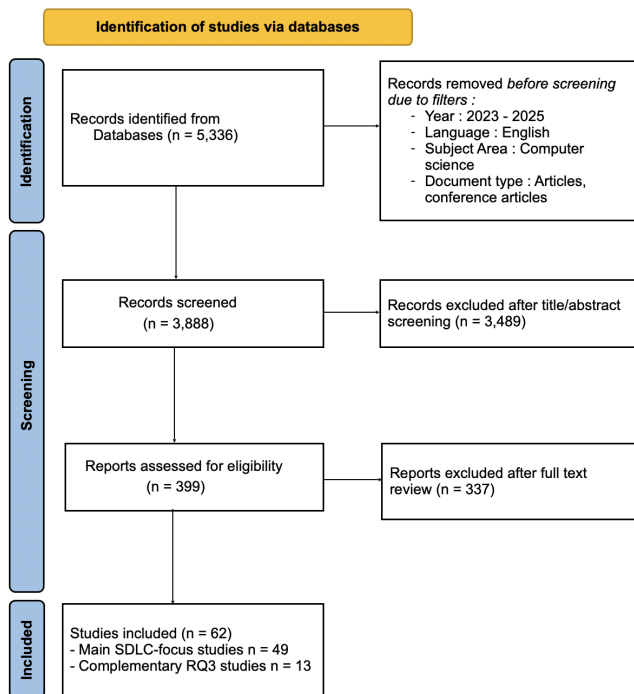 Identification of studies via databases
Identification
Records identified from
Databases (n = 5,336)
Records removed before screening
due to filters :
- Year : 2023 - 2025
- Language : English
- Subject Area : Computer
science
- Document type : Articles,
conference articles
Screening
Records screened
(n = 3,888)
Records excluded after title/abstract
screening (n = 3,489)
Reports assessed for eligibility
(n = 399)
Reports excluded after full text
review (n = 337)
Included
Studies included (n = 62)
- Main SDLC-focus studies n = 49
- Complementary RQ3 studies n = 13